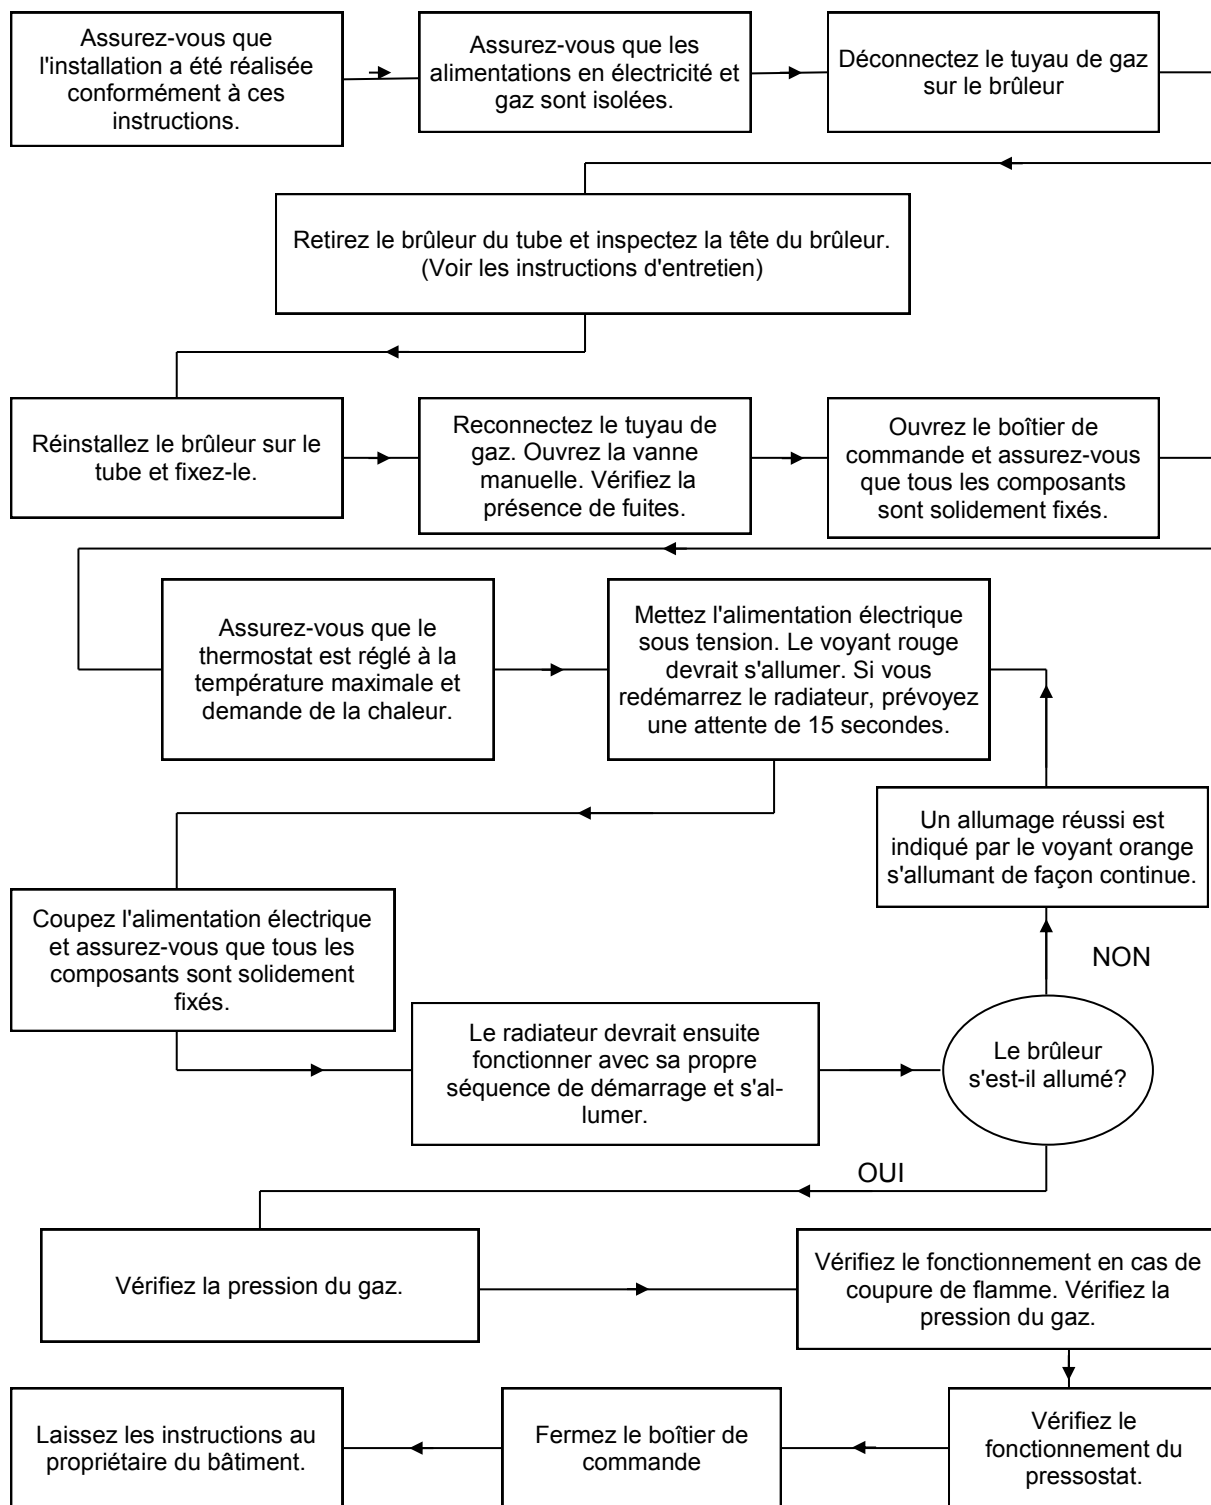 Assurez-vous que
l'installation a été réalisée
conformément à ces
instructions.
Assurez-vous que les
alimentations en électricité et
gaz sont isolées.
Déconnectez le tuyau de gaz
sur le brûleur
Retirez le brûleur du tube et inspectez la tête du brûleur.
(Voir les instructions d'entretien)
Réinstallez le brûleur sur le
tube et fixez-le.
Reconnectez le tuyau de
gaz. Ouvrez la vanne
manuelle. Vérifiez la
présence de fuites.
Ouvrez le boîtier de
commande et assurez-vous
que tous les composants
sont solidement fixés.
Assurez-vous que le
thermostat est réglé à la
température maximale et
demande de la chaleur.
Mettez l'alimentation électrique
sous tension. Le voyant rouge
devrait s'allumer. Si vous
redémarrez le radiateur, prévoyez
une attente de 15 secondes.
Un allumage réussi est
indiqué par le voyant orange
s'allumant de façon continue.
Coupez l'alimentation électrique
et assurez-vous que tous les
composants sont solidement
fixés.
NON
Le radiateur devrait ensuite
fonctionner avec sa propre
séquence de démarrage et s'al-
lumer.
Le brûleur
s'est-il allumé?
OUI
Vérifiez la pression du gaz.
Vérifiez le fonctionnement en cas de
coupure de flamme. Vérifiez la
pression du gaz.
Laissez les instructions au
propriétaire du bâtiment.
Fermez le boîtier de
commande
Vérifiez le
fonctionnement du
pressostat.